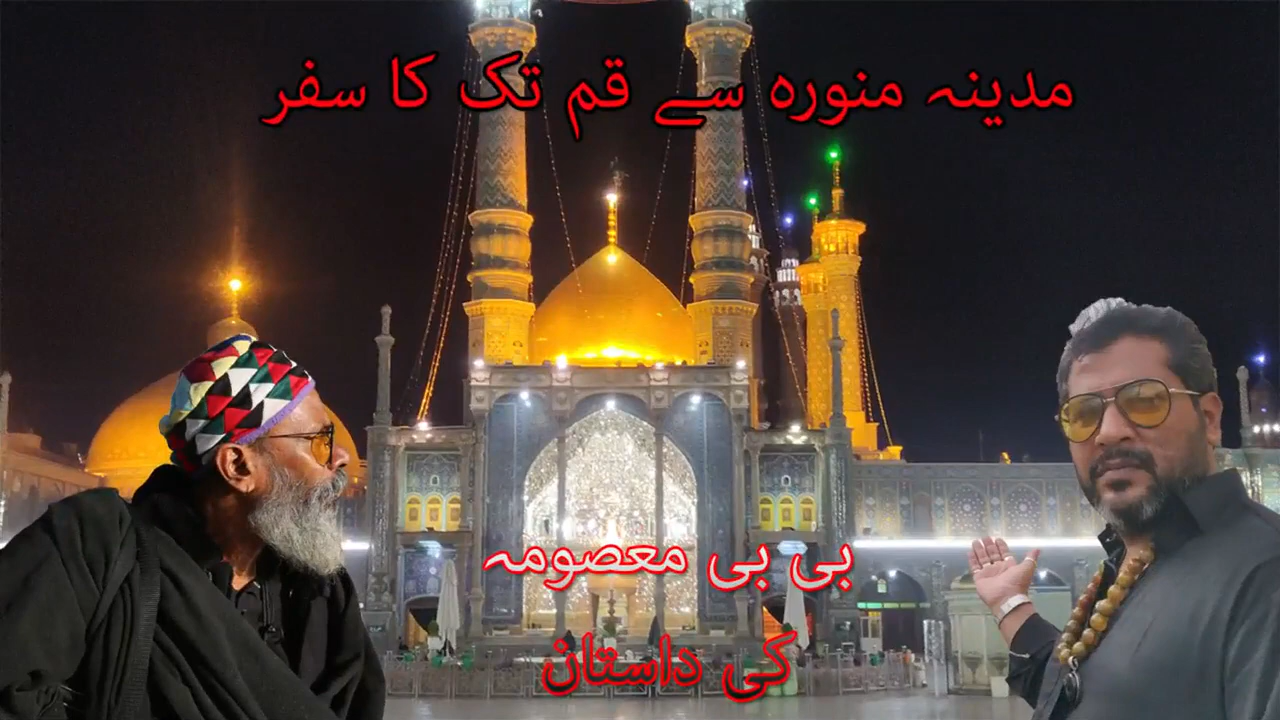 مدینہ منورہ سے قم تک کا سفر
بی بی معصومہ
کی داستان